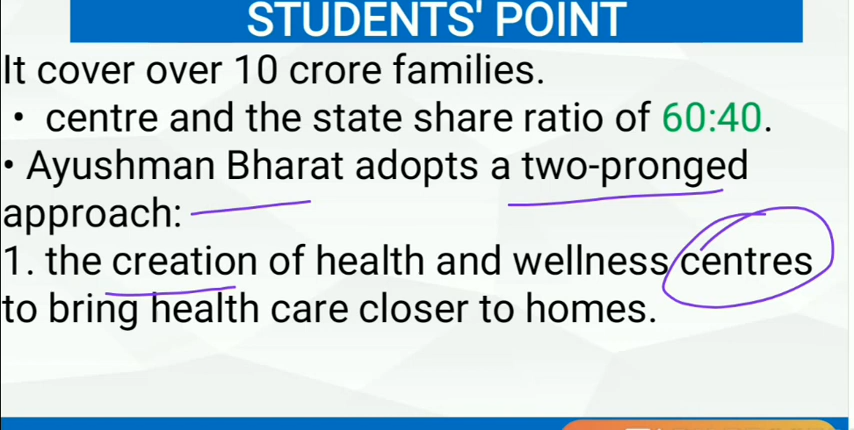 STUDENTS' POINT
It cover over 10 crore families.
• centre and the state share ratio of 60:40.
• Ayushman Bharat adopts a two-pronged
approach:
1. the creation of health and wellness centres
to bring health care closer to homes.